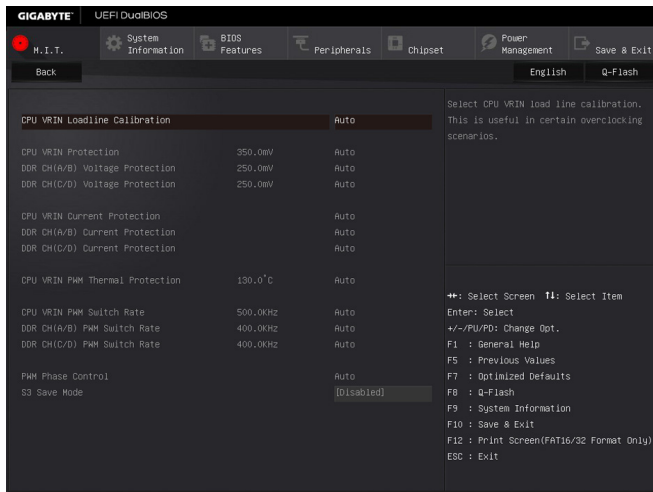 GIGABYTE™ UEFI DualBIOS
M.I.T. System Information BIOS Features Peripherals Chipset Power Management Save & Exit
Back English Q-Flash
CPU VRIN Loadline Calibration Auto
CPU VRIN Protection 350.0mV Auto
DDR CH(A/B) Voltage Protection 250.0mV Auto
DDR CH(C/D) Voltage Protection 250.0mV Auto
CPU VRIN Current Protection Auto
DDR CH(A/B) Current Protection Auto
DDR CH(C/D) Current Protection Auto
CPU VRIN PWM Thermal Protection 130.0˚C Auto
CPU VRIN PWM Switch Rate 500.0KHz Auto
DDR CH(A/B) PWM Switch Rate 400.0KHz Auto
DDR CH(C/D) PWM Switch Rate 400.0KHz Auto
PWM Phase Control Auto
S3 Save Mode [Disabled]
Select CPU VRIN load line calibration.
This is useful in certain overclocking
scenarios.
→←: Select Screen ↑↓: Select Item
Enter: Select
+/-/PU/PD: Change Opt.
F1 : General Help
F5 : Previous Values
F7 : Optimized Defaults
F8 : Q-Flash
F9 : System Information
F10 : Save & Exit
F12 : Print Screen(FAT16/32 Format Only)
ESC : Exit